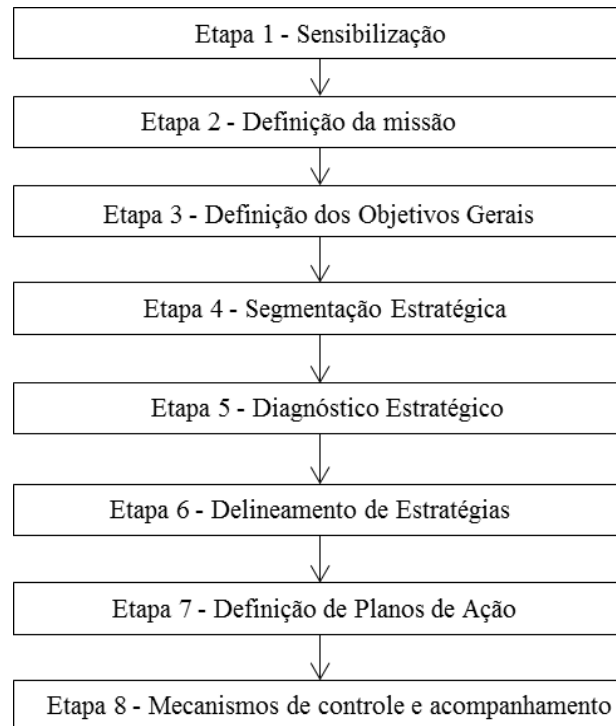 Etapa 1 - Sensibilização
Etapa 2 - Definição da missão
Etapa 3 - Definição dos Objetivos Gerais
Etapa 4 - Segmentação Estratégica
Etapa 5 - Diagnóstico Estratégico
Etapa 6 - Delineamento de Estratégias
Etapa 7 - Definição de Planos de Ação
Etapa 8 - Mecanismos de controle e acompanhamento